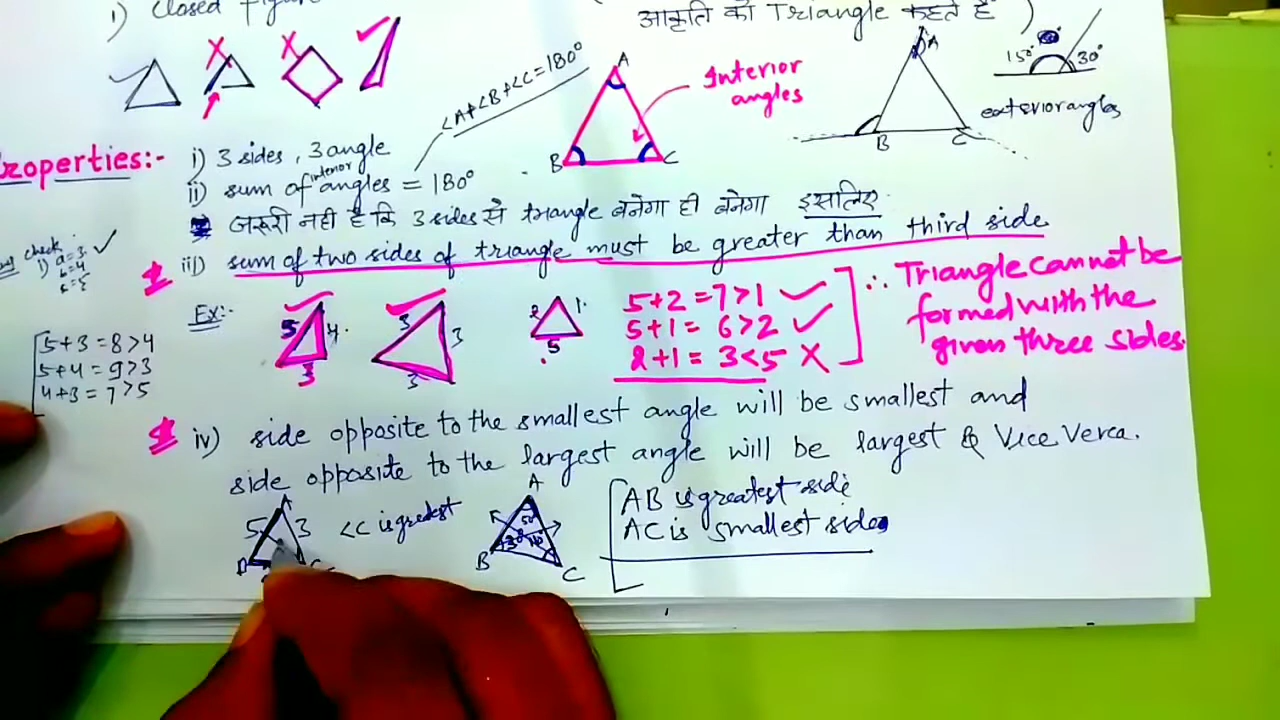 i) Closed figu
आकृति को Triangle कहते हैं )
X
X
<A+<B+<C=180°
A
B
C
Interior
angles
A
B
C
150°
30°
exterior angles
roperties:-
i) 3 sides, 3 angle
ii) sum of interior angles = 180°
जरूरी नही है कि 3 sides से triangle बनेगा ही बनेगा इसलिए
iii) sum of two sides of triangle must be greater than third side
check
i) a=3
b=4
c=5
5+3=8>4
5+4=9>3
4+3=7>5
Ex:-
5
4
3
3
3
3
2
1
5
5+2=7>1
5+1=6>2
2+1=3<5 X
∴ Triangle cannot be
formed with the
given three sides.
iv) side opposite to the smallest angle will be smallest and
side opposite to the largest angle will be largest & Vice Verca.
A
5
3
<C is gredest
A
50°
B
C
AB is greatest side
AC is smallest side